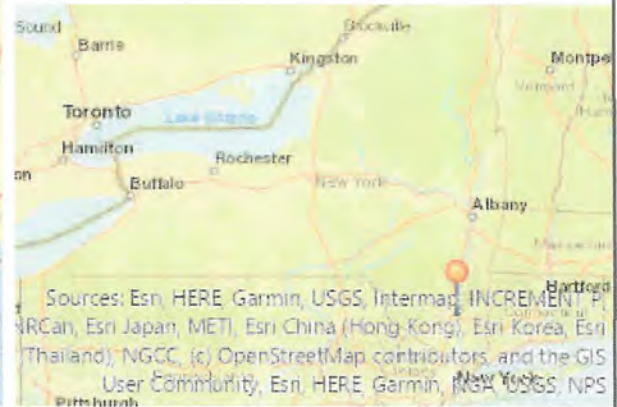 Sound
Barrie
Brockville
Kingston
Montpe
Vermont
Toronto
Lake Ontario
Hamilton
on
Rochester
Buffalo
New York
Albany
Hartford
Sources: Esri, HERE, Garmin, USGS, Intermap, INCREMENT P,
NRCan, Esri Japan, METI, Esri China (Hong Kong), Esri Korea, Esri
(Thailand), NGCC, (c) OpenStreetMap contributors, and the GIS
User Community, Esri, HERE, Garmin, NGA, USGS, NPS
New York
Pittsburgh